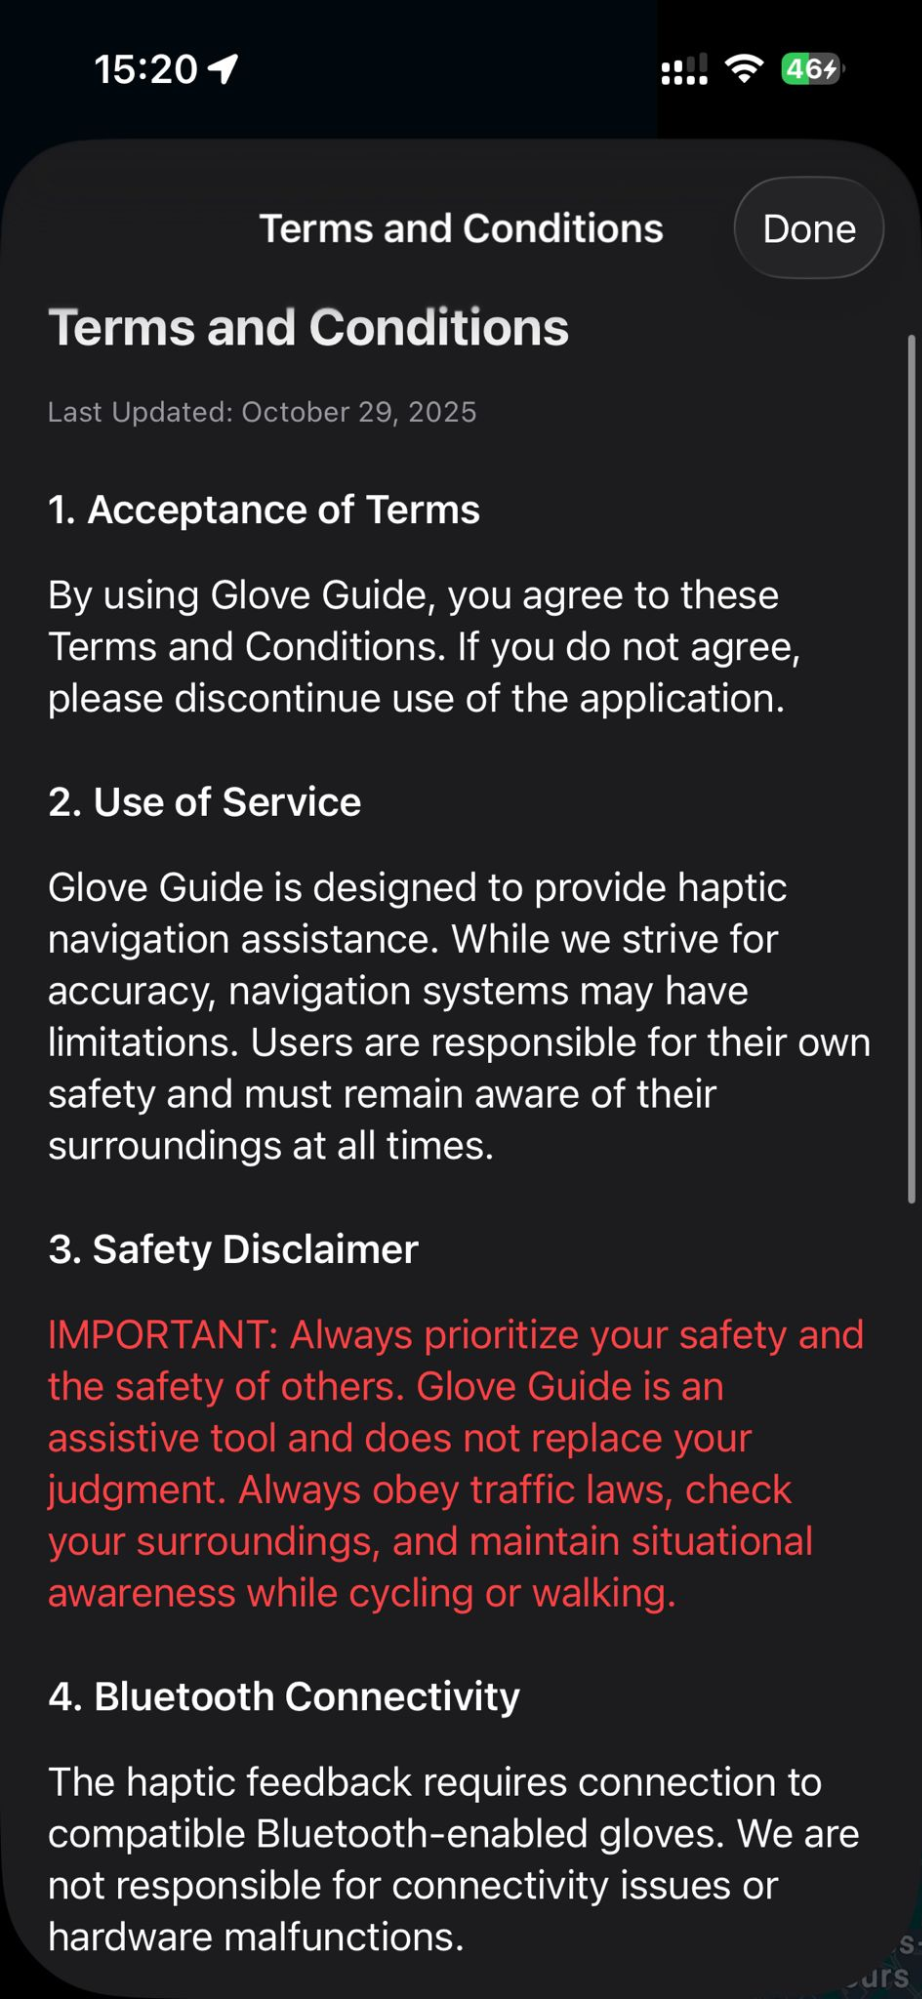 15:20
46
Terms and Conditions
Done
Terms and Conditions
Last Updated: October 29, 2025
1. Acceptance of Terms
By using Glove Guide, you agree to these
Terms and Conditions. If you do not agree,
please discontinue use of the application.
2. Use of Service
Glove Guide is designed to provide haptic
navigation assistance. While we strive for
accuracy, navigation systems may have
limitations. Users are responsible for their own
safety and must remain aware of their
surroundings at all times.
3. Safety Disclaimer
IMPORTANT: Always prioritize your safety and
the safety of others. Glove Guide is an
assistive tool and does not replace your
judgment. Always obey traffic laws, check
your surroundings, and maintain situational
awareness while cycling or walking.
4. Bluetooth Connectivity
The haptic feedback requires connection to
compatible Bluetooth-enabled gloves. We are
not responsible for connectivity issues or
hardware malfunctions.